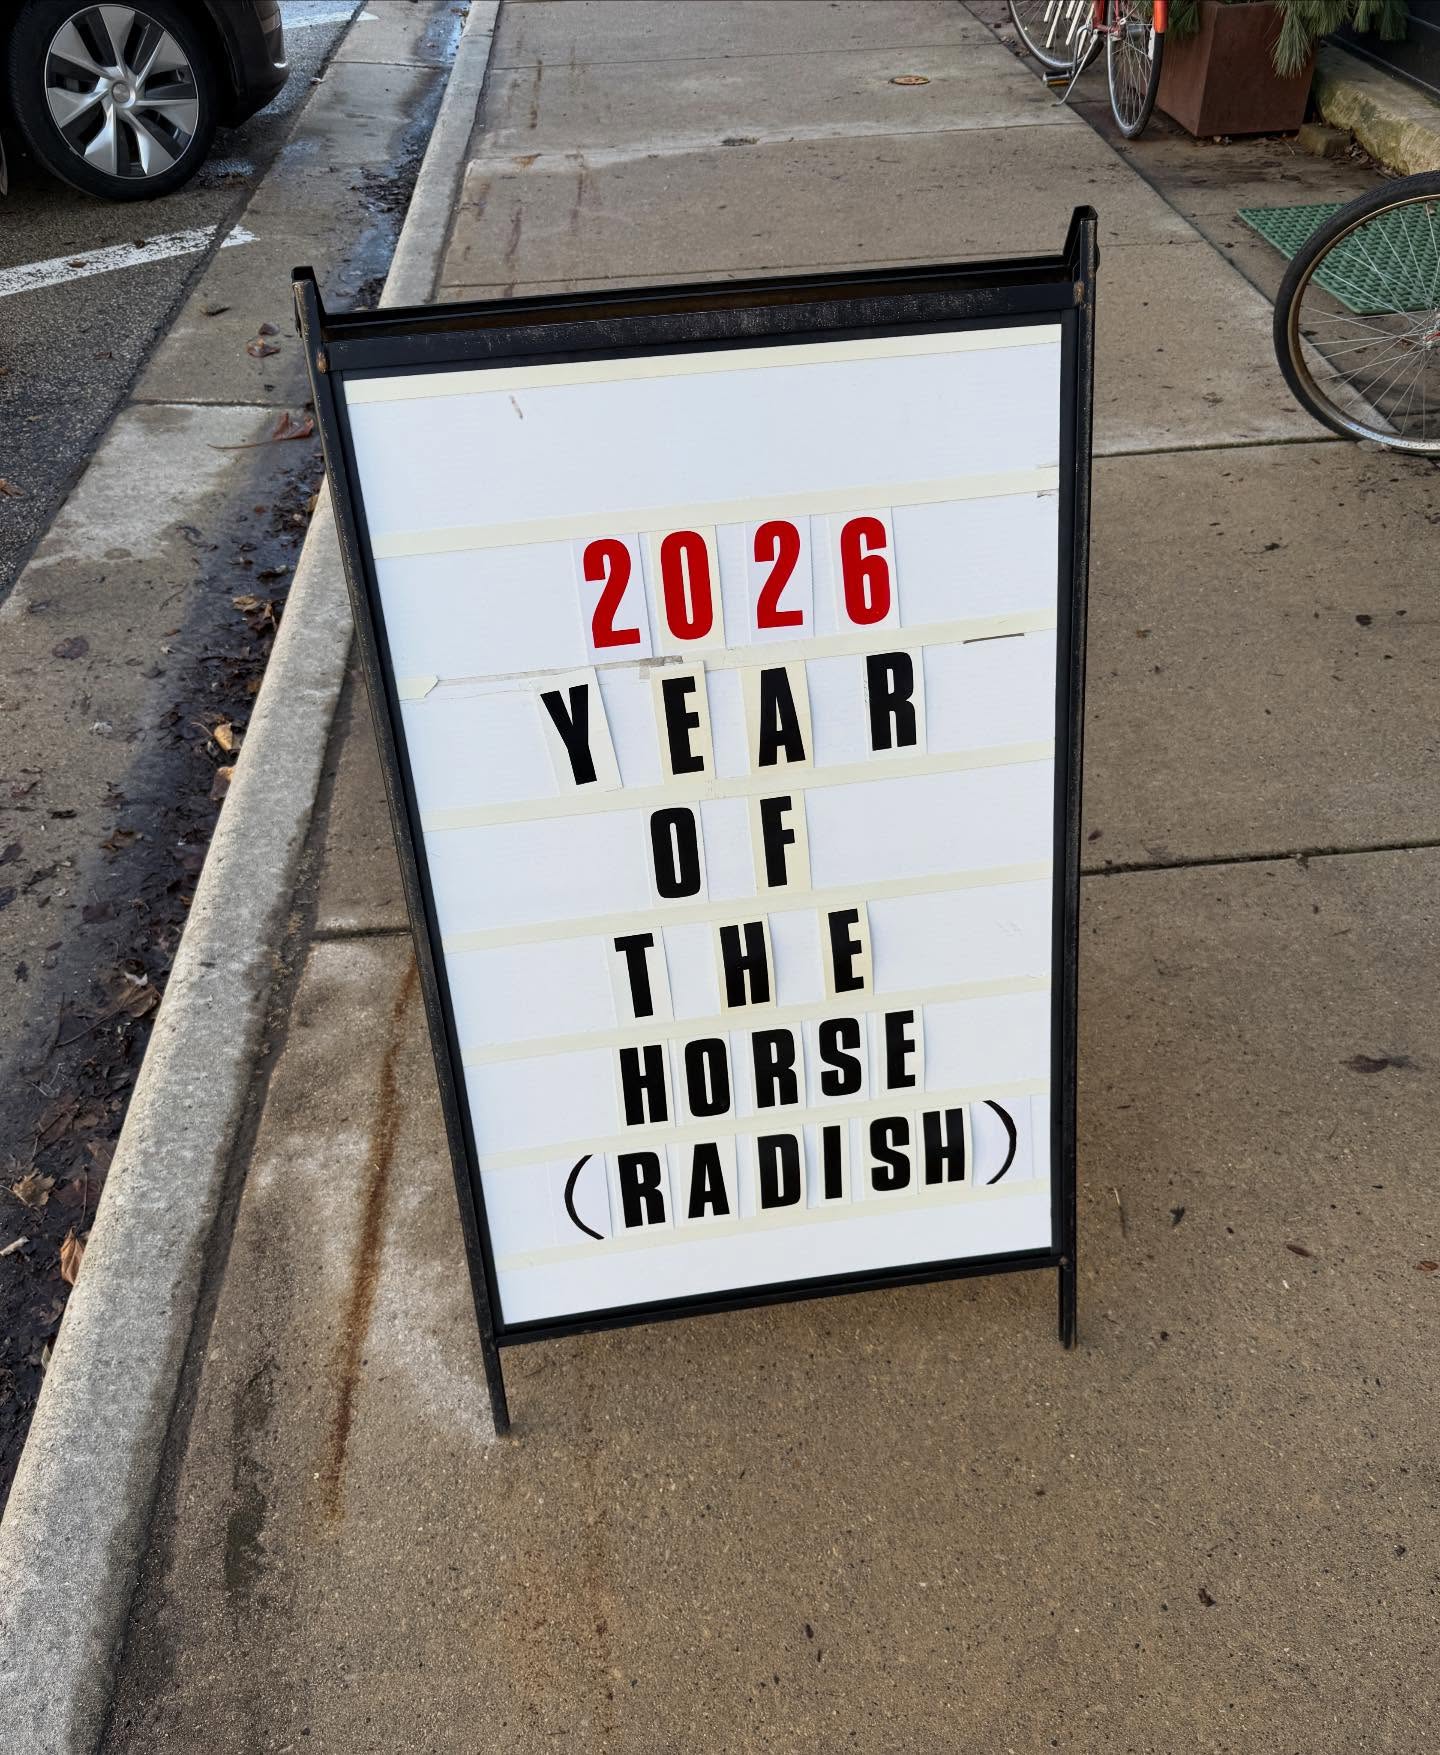 2026
YEAR
OF
THE
HORSE
(RADISH)